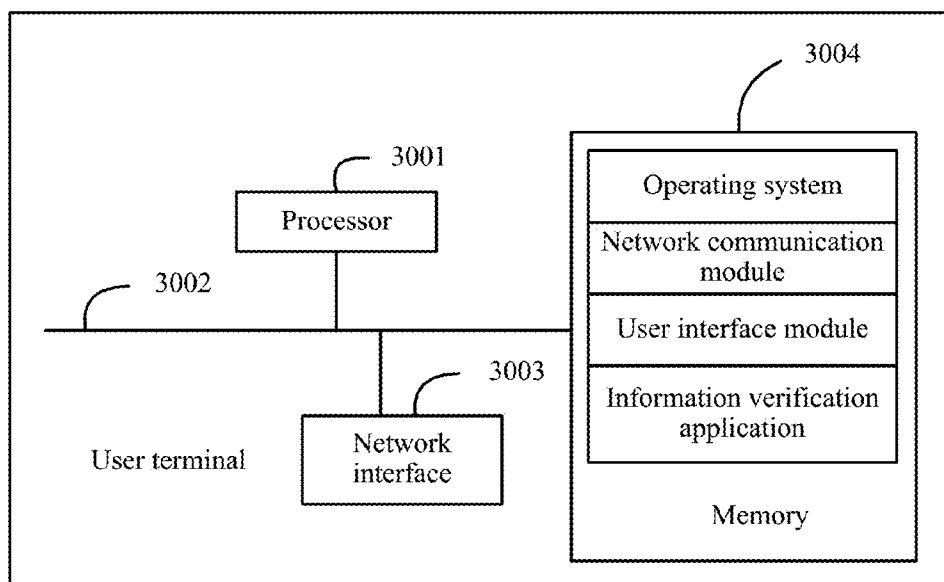 3004
Operating system
Network communication
module
User interface module
Information verification
application
Memory
3001
Processor
3002
3003
Network
interface
User terminal